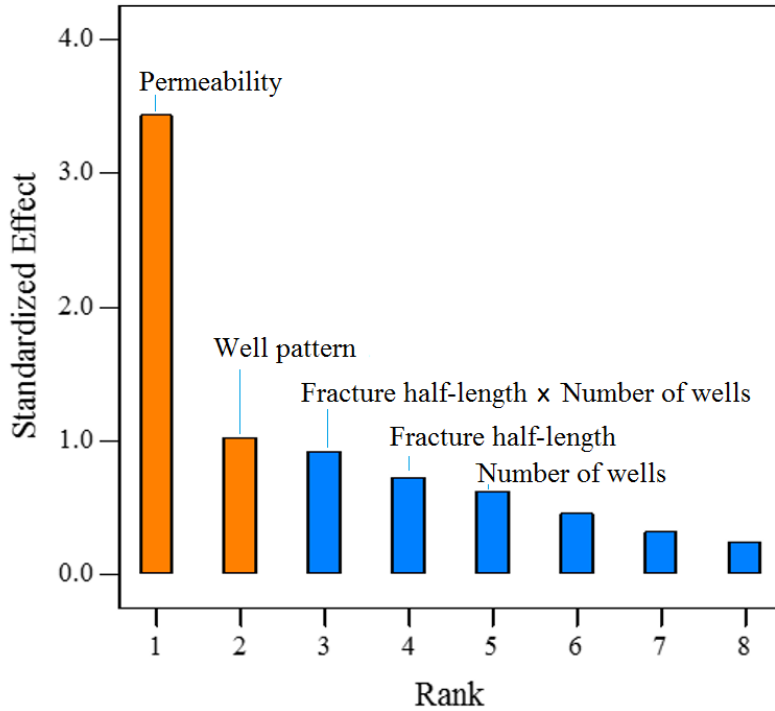 4.0
Permeability
3.0
Standardized Effect
2.0
Well pattern
Fracture half-length x Number of wells
1.0
Fracture half-length
Number of wells
0.0
1 2 3 4 5 6 7 8
Rank